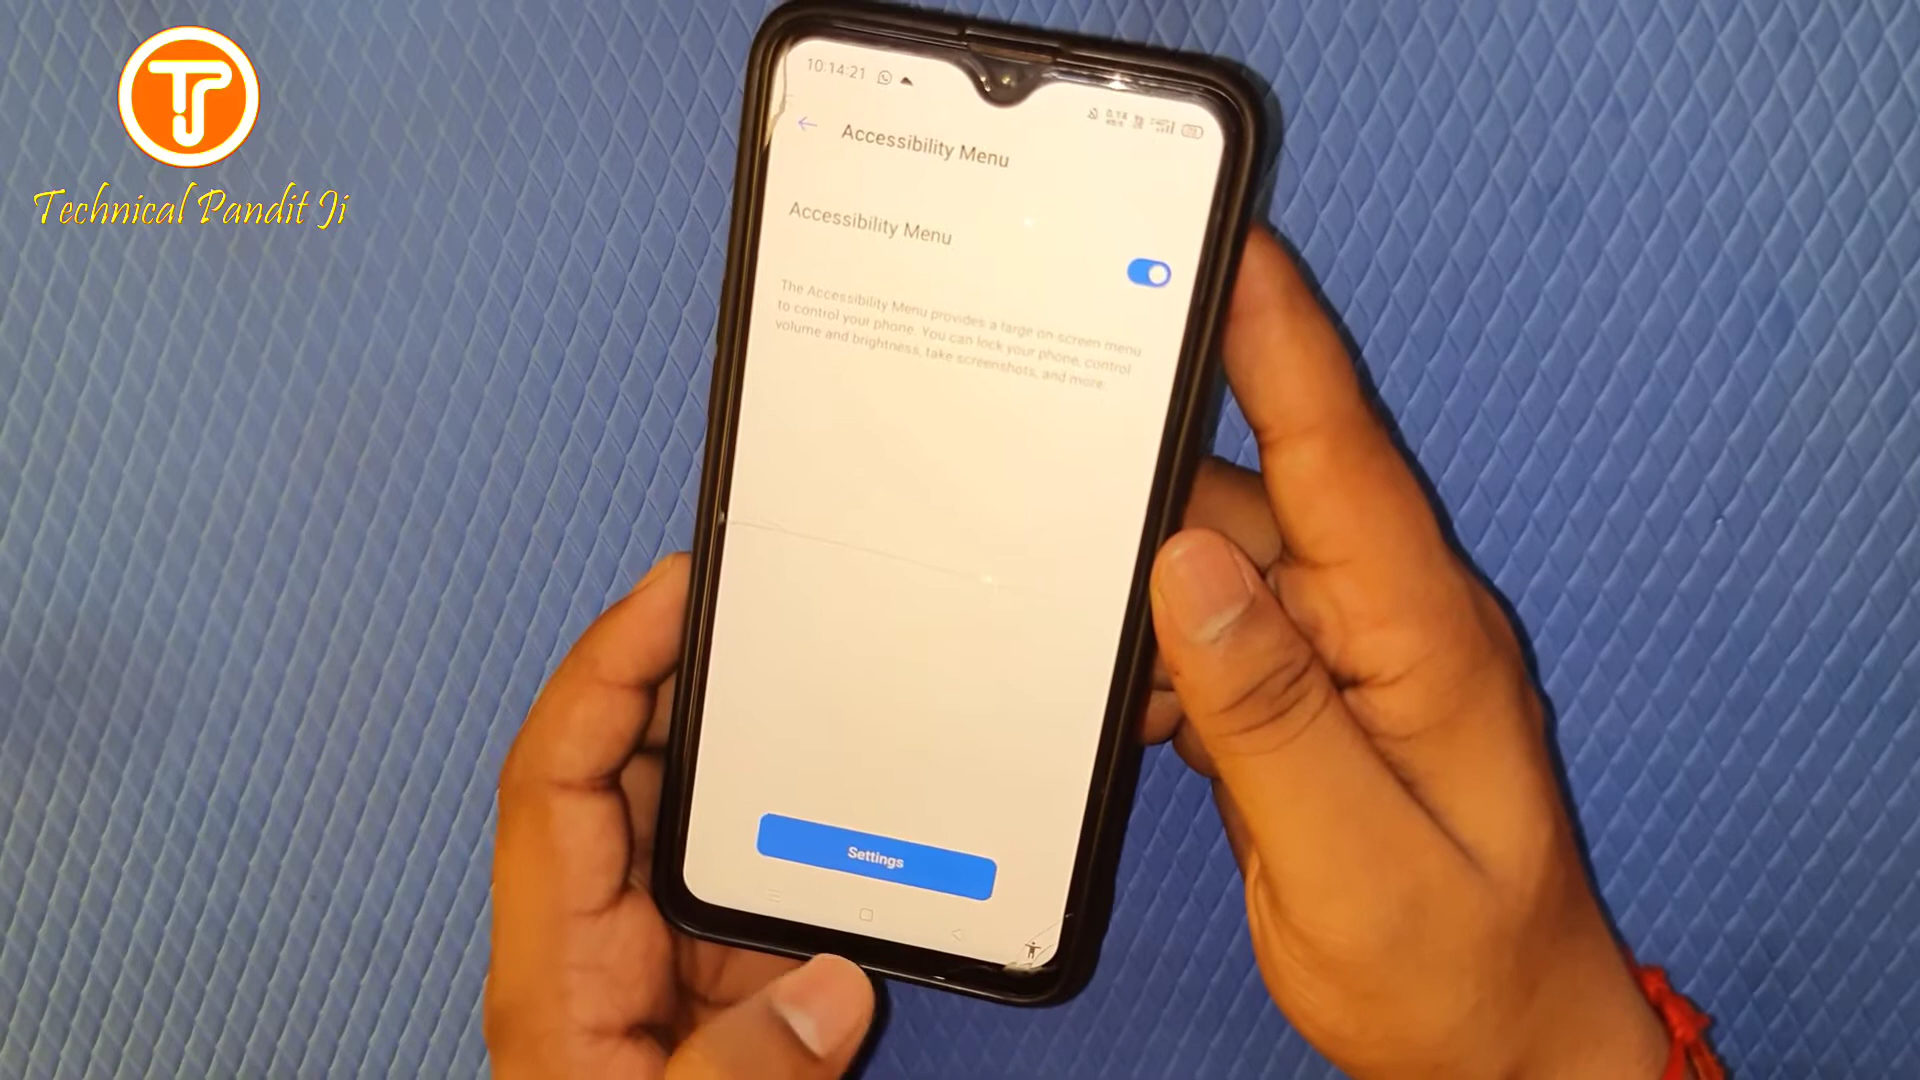 Technical Pandit Ji
10:14:21
Accessibility Menu
Accessibility Menu
The Accessibility Menu provides a large on-screen menu
to control your phone. You can lock your phone, control
volume and brightness, take screenshots, and more.
Settings